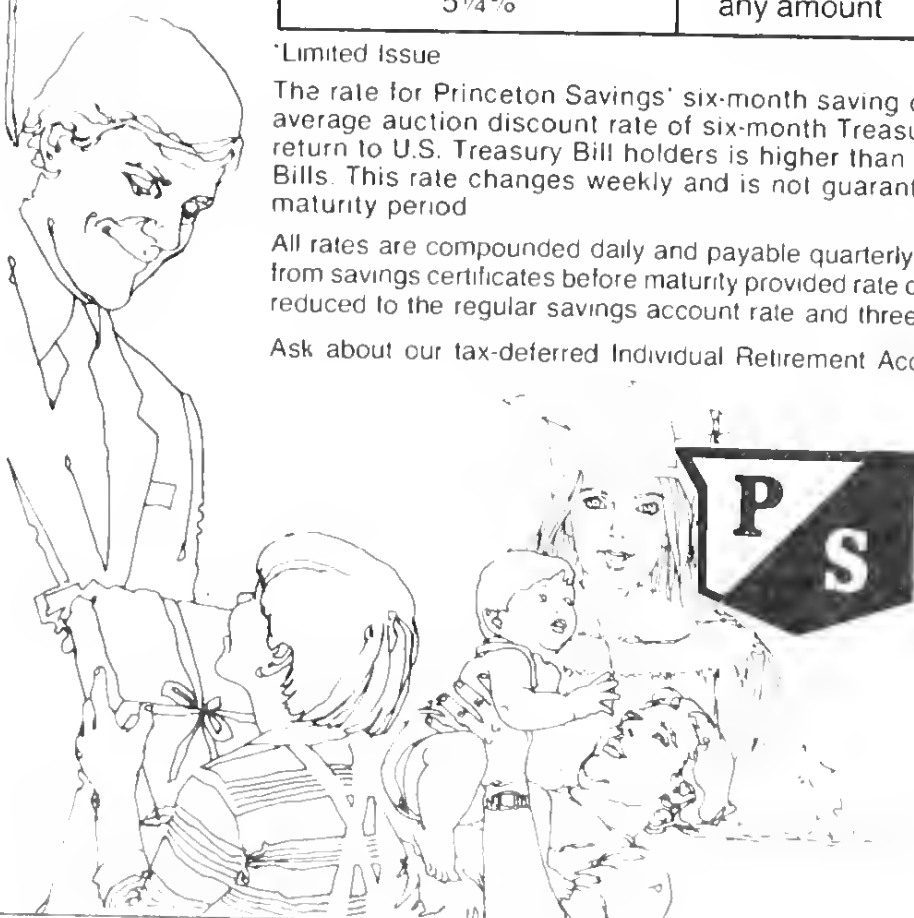 5¼% any amount
*Limited Issue
The rate for Princeton Savings' six-month saving
average auction discount rate of six-month Treasu
return to U.S. Treasury Bill holders is higher than
Bills. This rate changes weekly and is not guarant
maturity period
All rates are compounded daily and payable quarterly
from savings certificates before maturity provided rate
reduced to the regular savings account rate and three
Ask about our tax-deferred Individual Retirement Acc
P
S